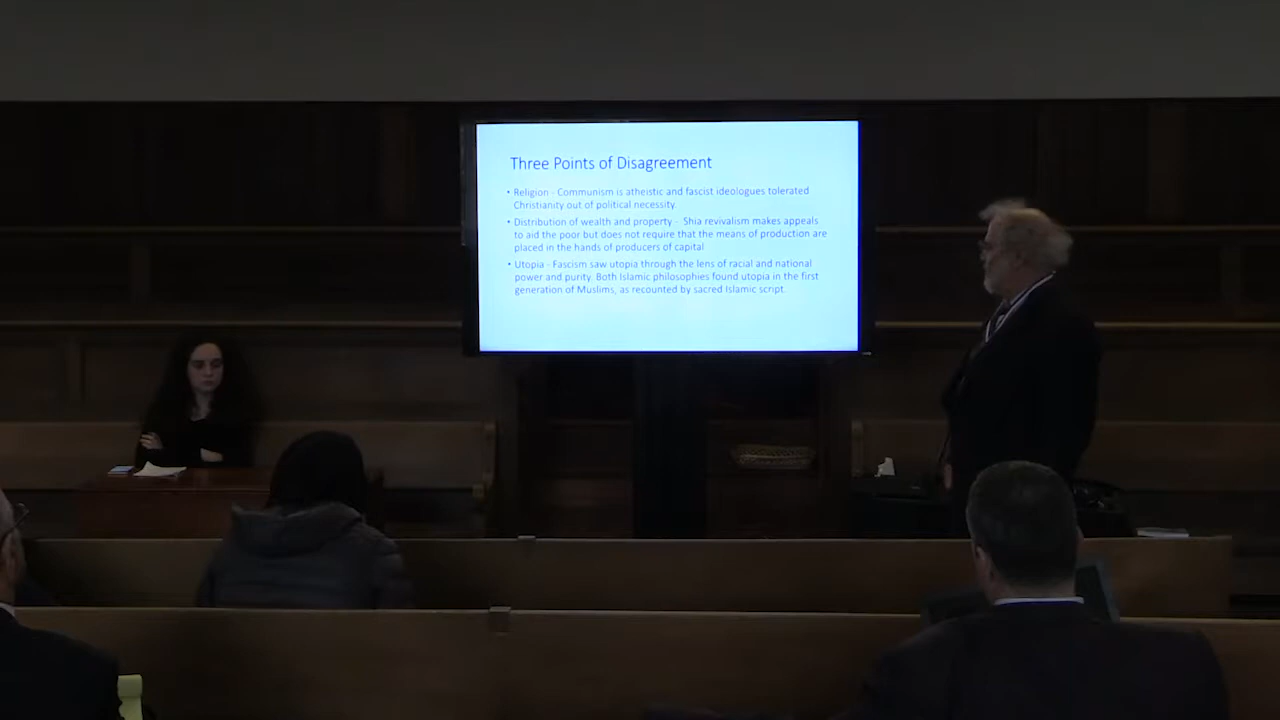 Three Points of Disagreement
• Religion - Communism is atheistic and fascist ideologues tolerated
Christianity out of political necessity.
• Distribution of wealth and property - Shia revivalism makes appeals
to aid the poor but does not require that the means of production are
placed in the hands of producers of capital
• Utopia - Fascism saw utopia through the lens of racial and national
power and purity. Both Islamic philosophies found utopia in the first
generation of Muslims, as recounted by sacred Islamic script.